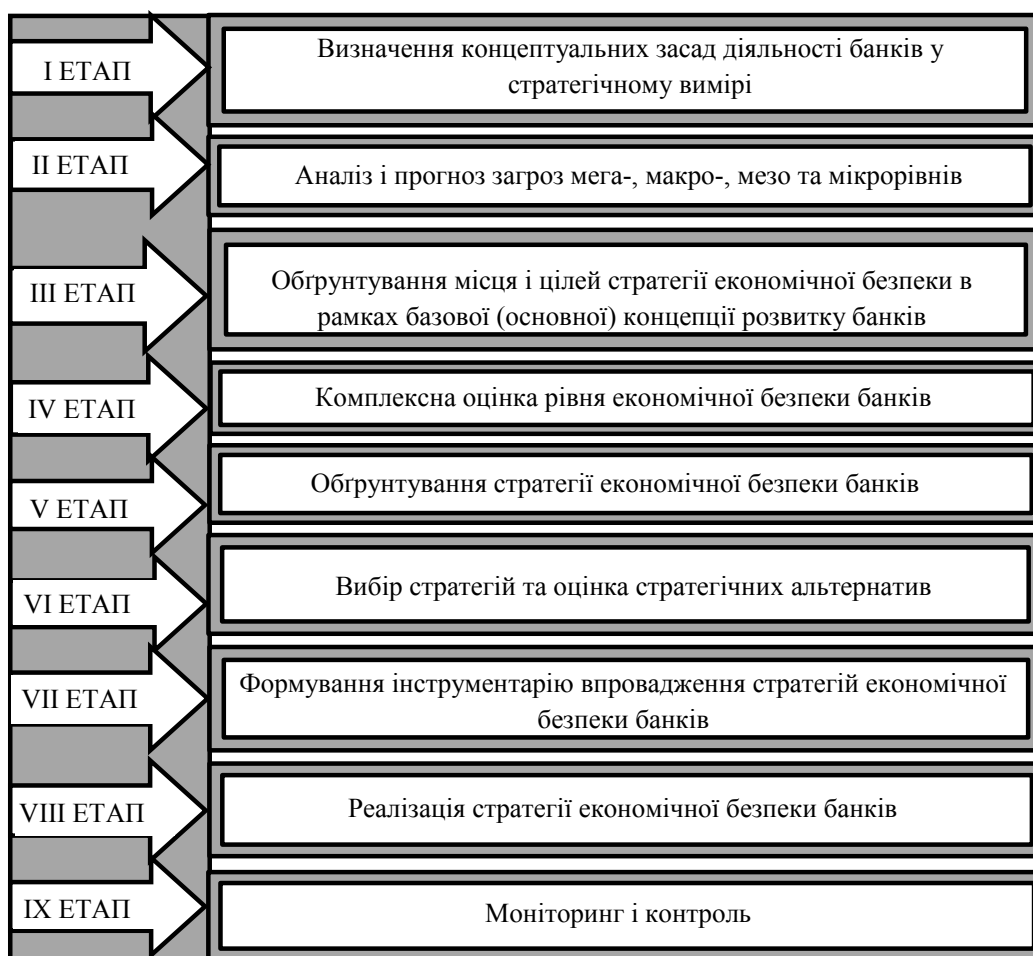 І ЕТАП
Визначення концептуальних засад діяльності банків у
стратегічному вимірі
ІІ ЕТАП
Аналіз і прогноз загроз мега-, макро-, мезо та мікрорівнів
ІІІ ЕТАП
Обґрунтування місця і цілей стратегії економічної безпеки в
рамках базової (основної) концепції розвитку банків
IV ЕТАП
Комплексна оцінка рівня економічної безпеки банків
V ЕТАП
Обґрунтування стратегії економічної безпеки банків
VI ЕТАП
Вибір стратегій та оцінка стратегічних альтернатив
VII ЕТАП
Формування інструментарію впровадження стратегій економічної
безпеки банків
VIII ЕТАП
Реалізація стратегії економічної безпеки банків
IX ЕТАП
Моніторинг і контроль